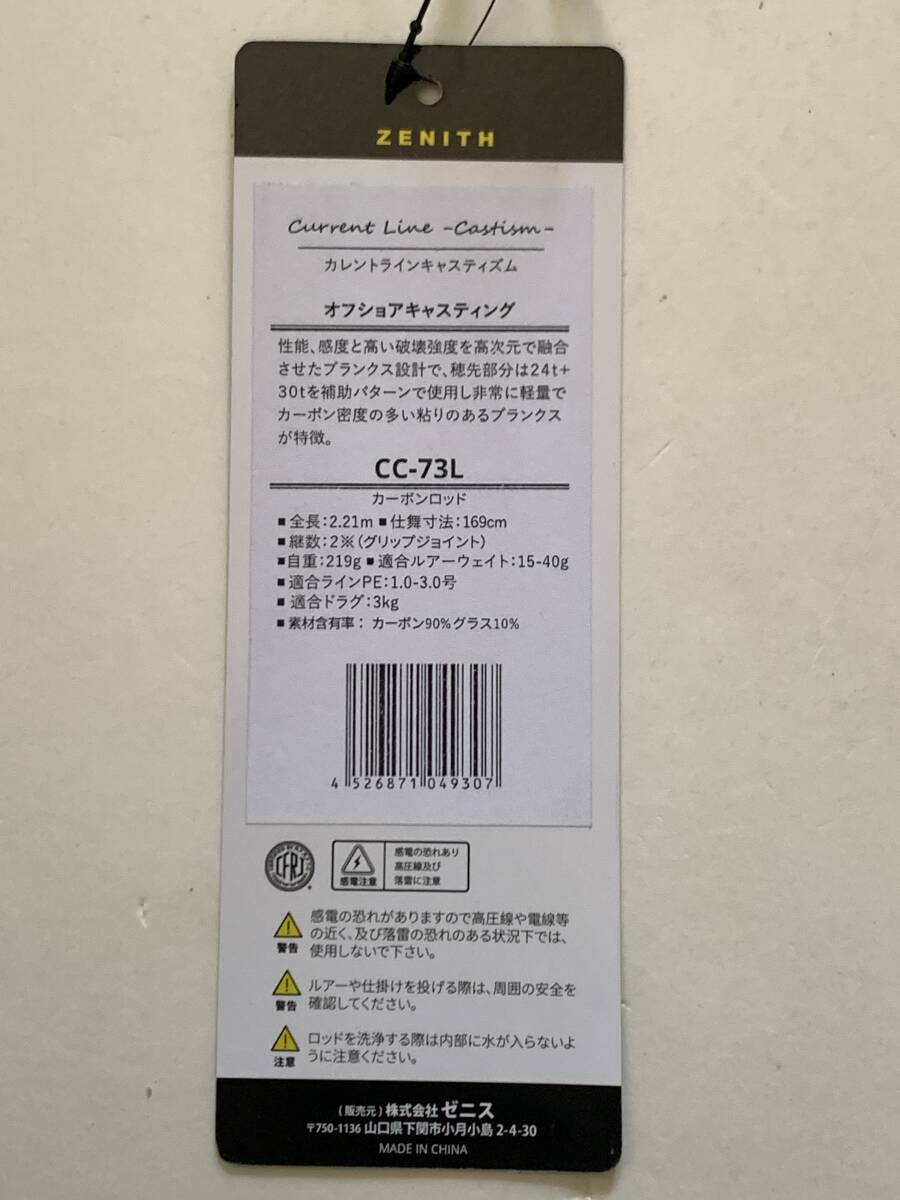 ZENITH
Current Line -Castism-
カレントラインキャスティズム
オフショアキャスティング
性能、感度と高い破壊強度を高次元で融合
させたブランクス設計で、穂先部分は24t+
30tを補助パターンで使用し非常に軽量で
カーボン密度の多い粘りのあるブランクス
が特徴。
CC-73L
カーボンロッド
■全長:2.21m ■仕舞寸法:169cm
■継数:2※(グリップジョイント)
■自重:219g ■適合ルアーウェイト:15-40g
■適合ラインPE:1.0-3.0号
■適合ドラグ:3kg
■素材含有率: カーボン90%グラス10%
4 526871 049307
CFRJ
感電注意
感電の恐れあり
高圧線及び
落雷に注意
警告
感電の恐れがありますので高圧線や電線等
の近く、及び落雷の恐れのある状況下では、
使用しないで下さい。
警告
ルアーや仕掛けを投げる際は、周囲の安全を
確認してください。
注意
ロッドを洗浄する際は内部に水が入らないよ
うに注意ください。
(販売元)株式会社 ゼニス
〒750-1136 山口県下関市小月小島 2-4-30
MADE IN CHINA